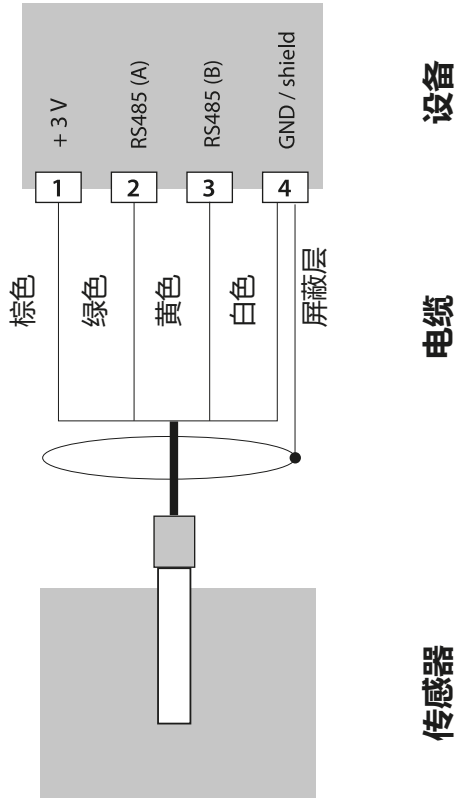 + 3 V
RS485 (A)
RS485 (B)
GND / shield
设备
1
2
3
4
棕色
绿色
黄色
白色
屏蔽层
电缆
传感器